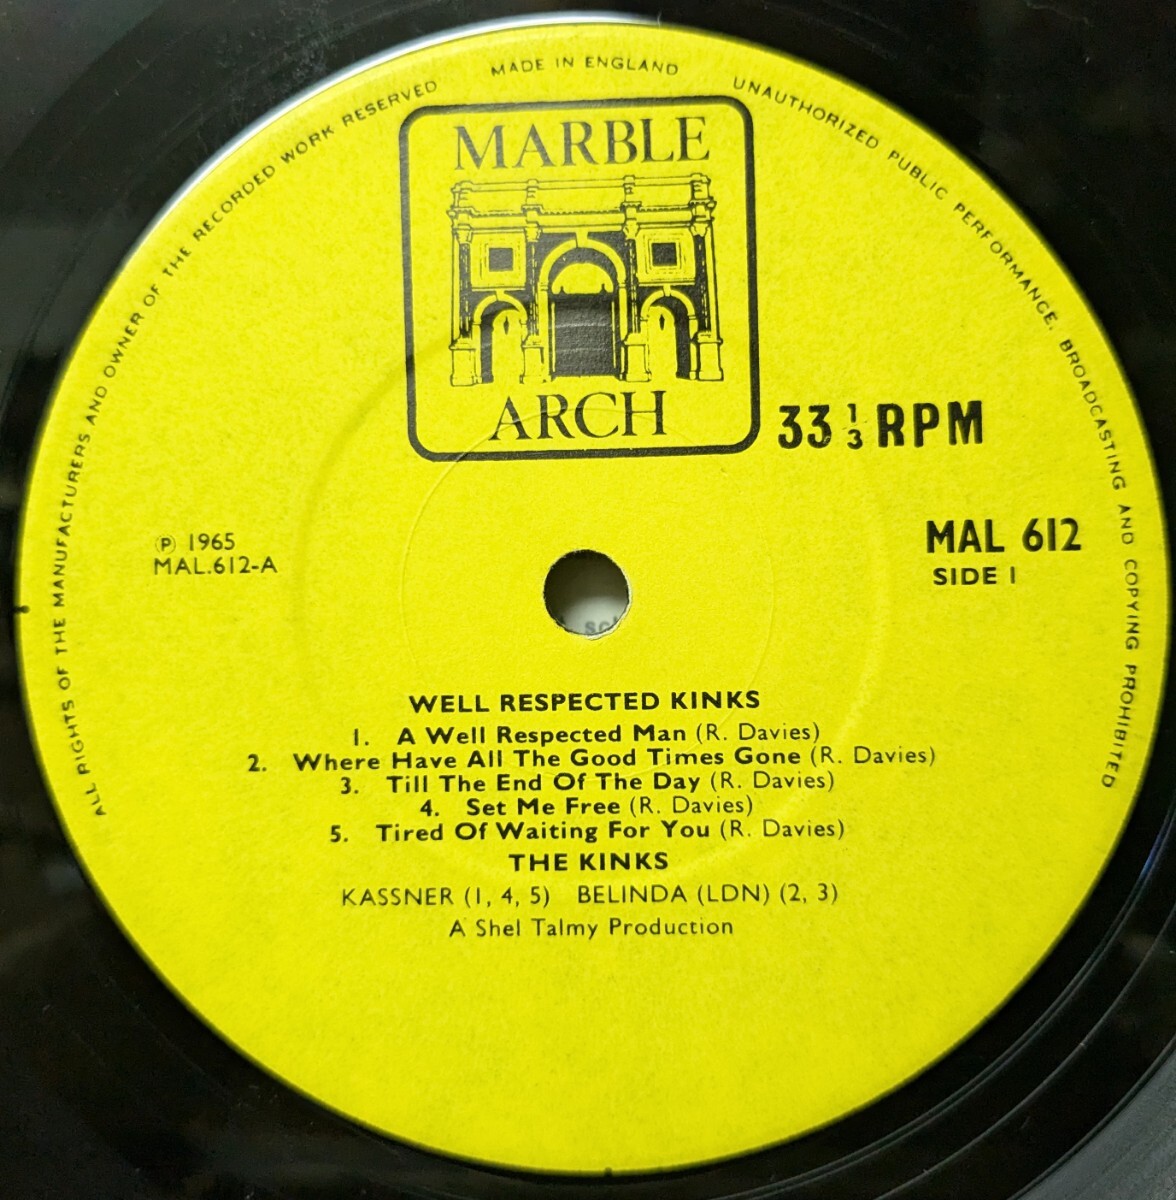 ALL RIGHTS OF THE MANUFACTURERS AND OWNER OF THE RECORDED WORK RESERVED
MADE IN ENGLAND
UNAUTHORIZED PUBLIC PERFORMANCE, BROADCASTING AND COPYING PROHIBITED
MARBLE
ARCH
33 1/3 RPM
℗ 1965
MAL.612-A
MAL 612
SIDE 1
WELL RESPECTED KINKS
1. A Well Respected Man (R. Davies)
2. Where Have All The Good Times Gone (R. Davies)
3. Till The End Of The Day (R. Davies)
4. Set Me Free (R. Davies)
5. Tired Of Waiting For You (R. Davies)
THE KINKS
KASSNER (1, 4, 5) BELINDA (LDN) (2, 3)
A Shel Talmy Production